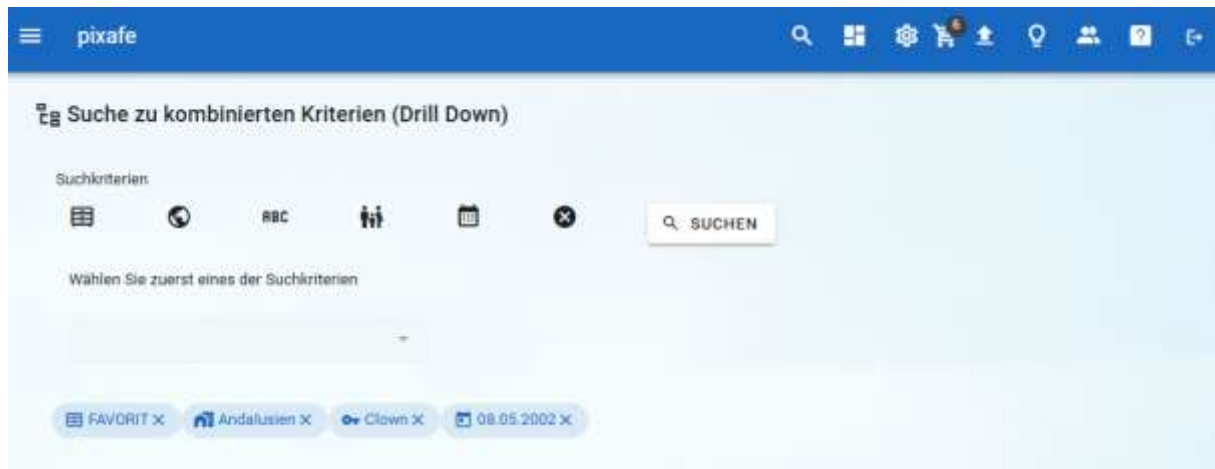 pixafe
6
?
Suche zu kombinierten Kriterien (Drill Down)
Suchkriterien
ABC
SUCHEN
Wählen Sie zuerst eines der Suchkriterien
FAVORIT × Andalusien × Clown × 08.05.2002 ×